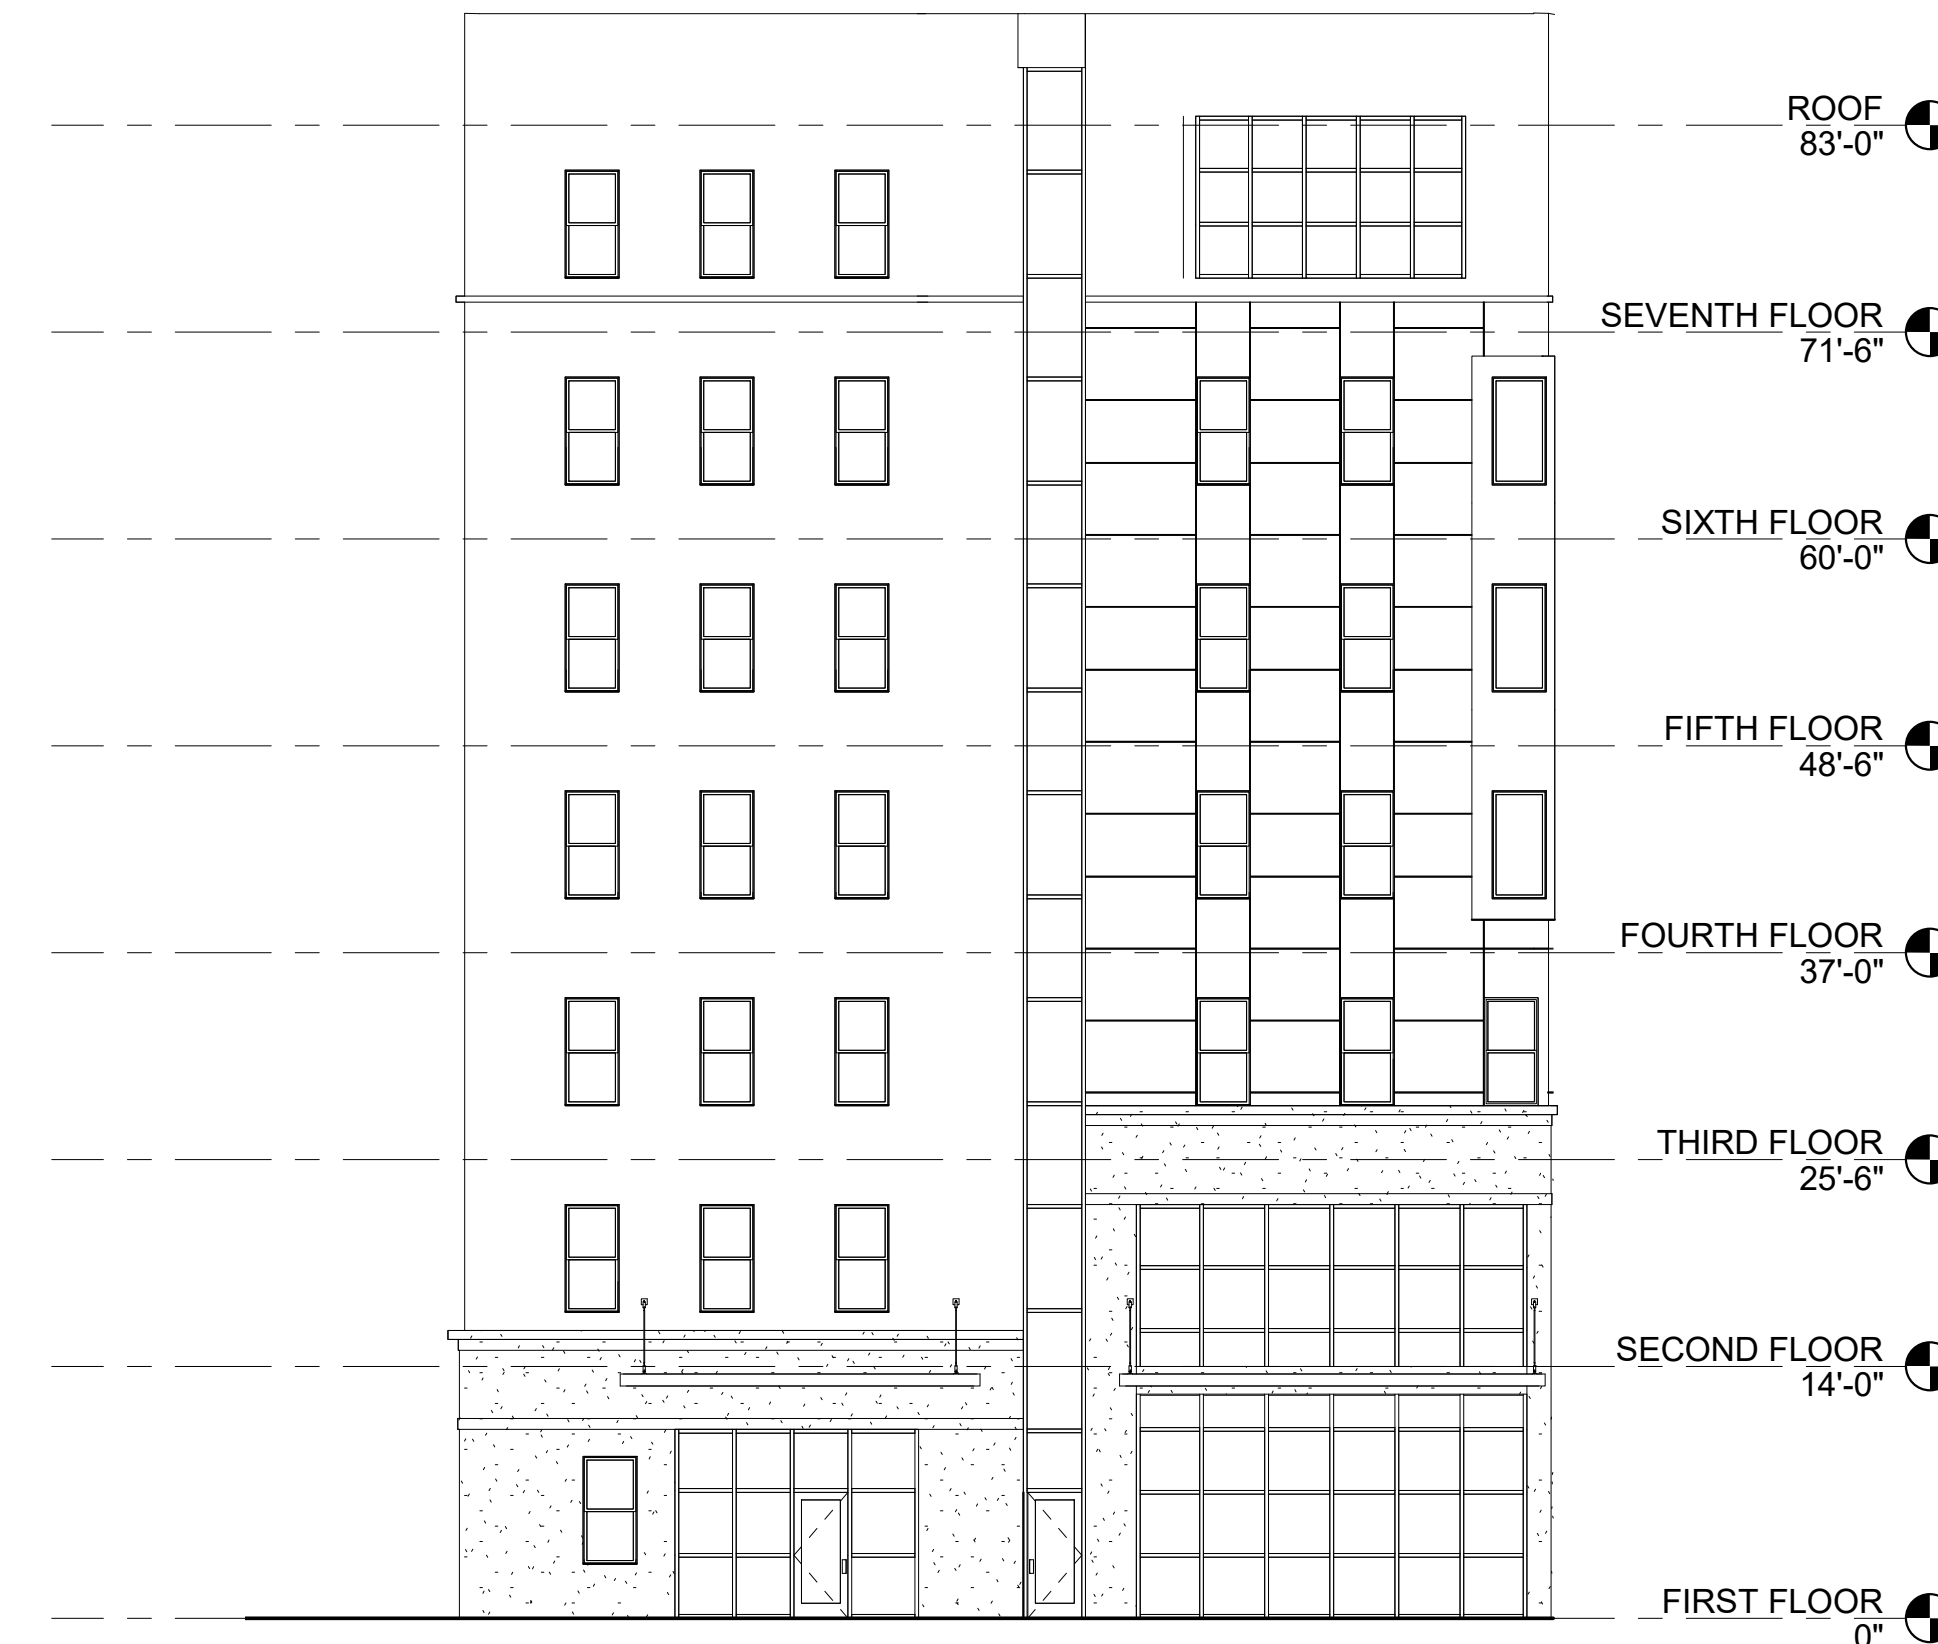 ROOF
83'-0"
SEVENTH FLOOR
71'-6"
SIXTH FLOOR
60'-0"
FIFTH FLOOR
48'-6"
FOURTH FLOOR
37'-0"
THIRD FLOOR
25'-6"
SECOND FLOOR
14'-0"
FIRST FLOOR
0"